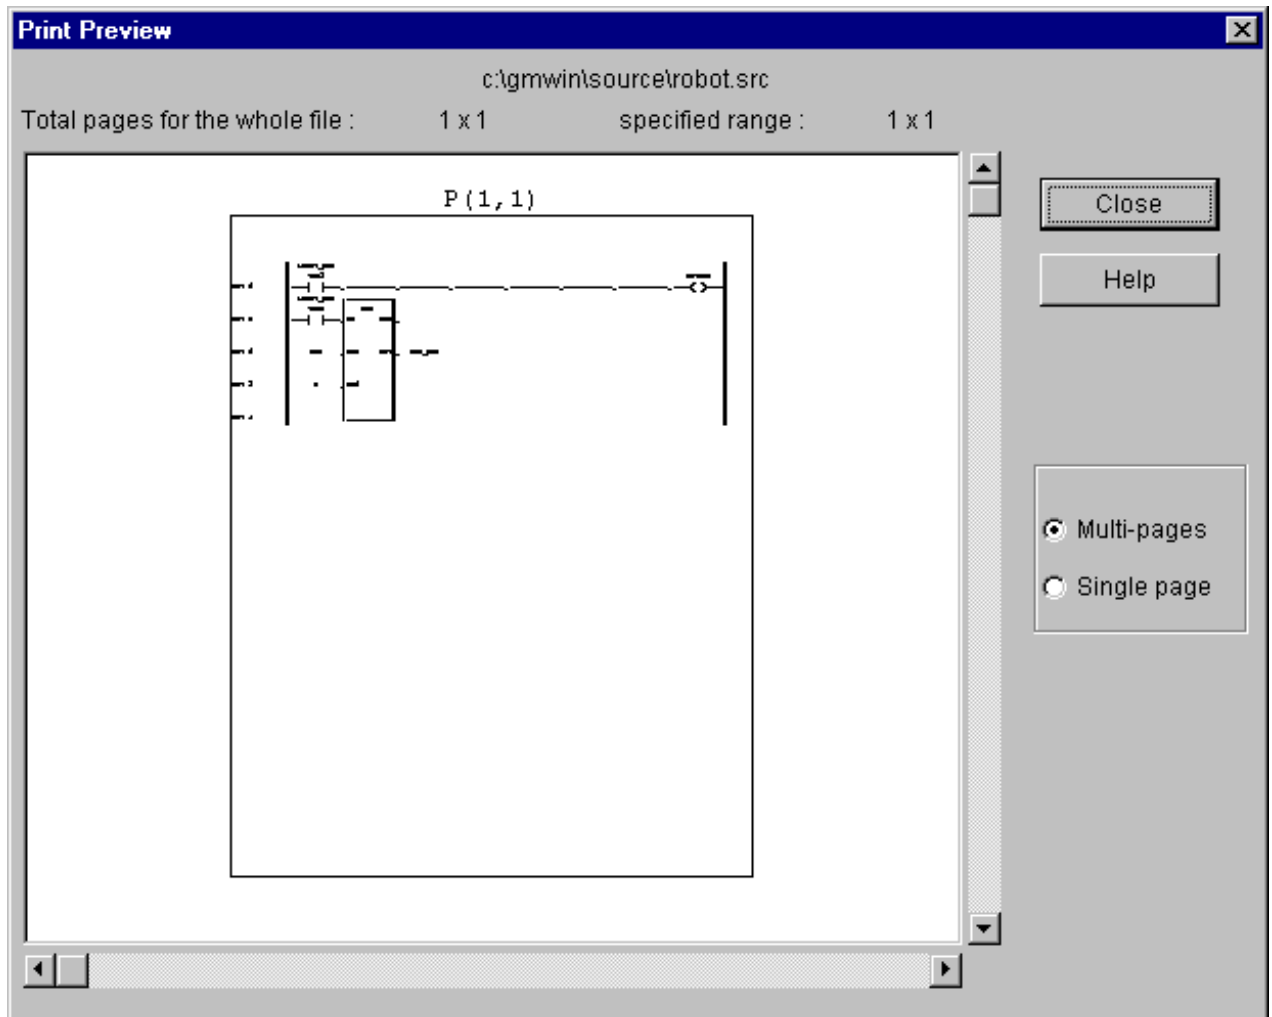 Print Preview
c:\gmwin\source\robot.src
Total pages for the whole file : 1 x 1 specified range : 1 x 1
P(1,1)
Close
Help
Multi-pages
Single page